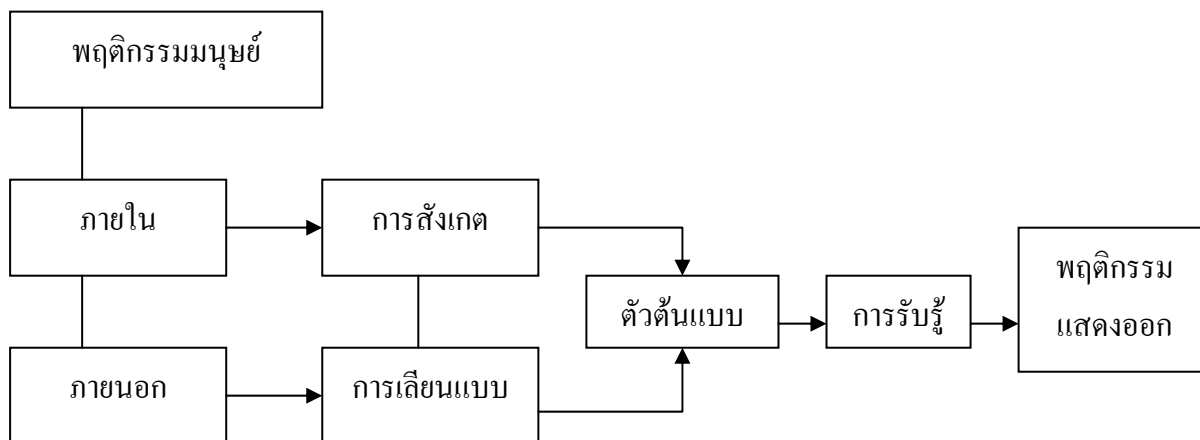 พฤติกรรมมนุษย์
ภายใน
การสังเกต
ภายนอก
การเลียนแบบ
ตัวต้นแบบ
การรับรู้
พฤติกรรม
แสดงออก